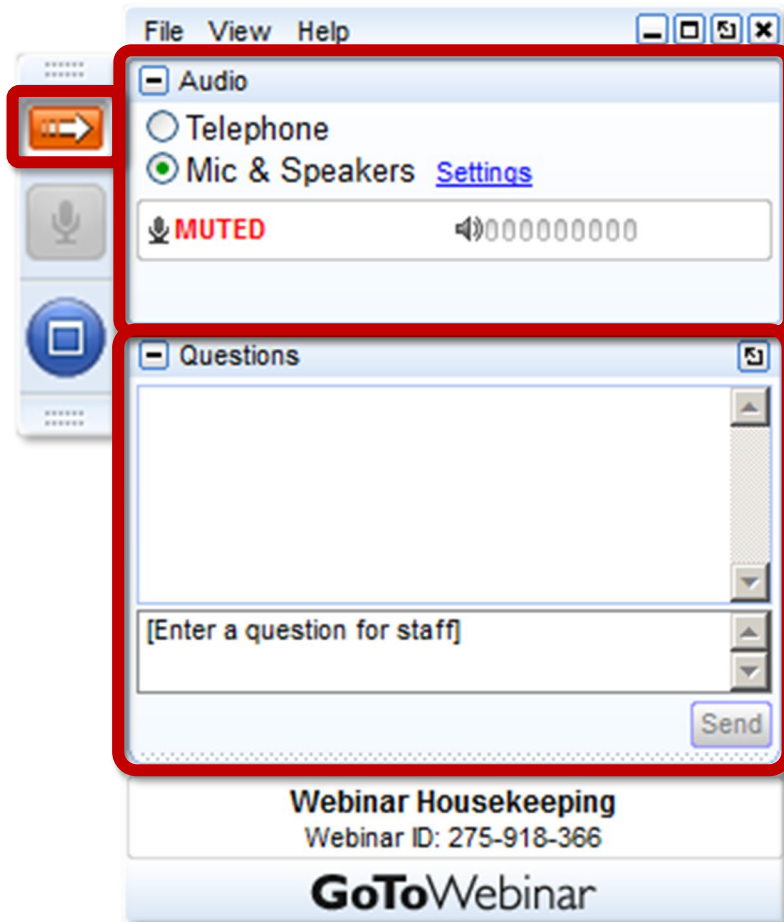 File View Help
Audio
Telephone
Mic & Speakers Settings
MUTED
Questions
[Enter a question for staff]
Send
Webinar Housekeeping
Webinar ID: 275-918-366
GoToWebinar